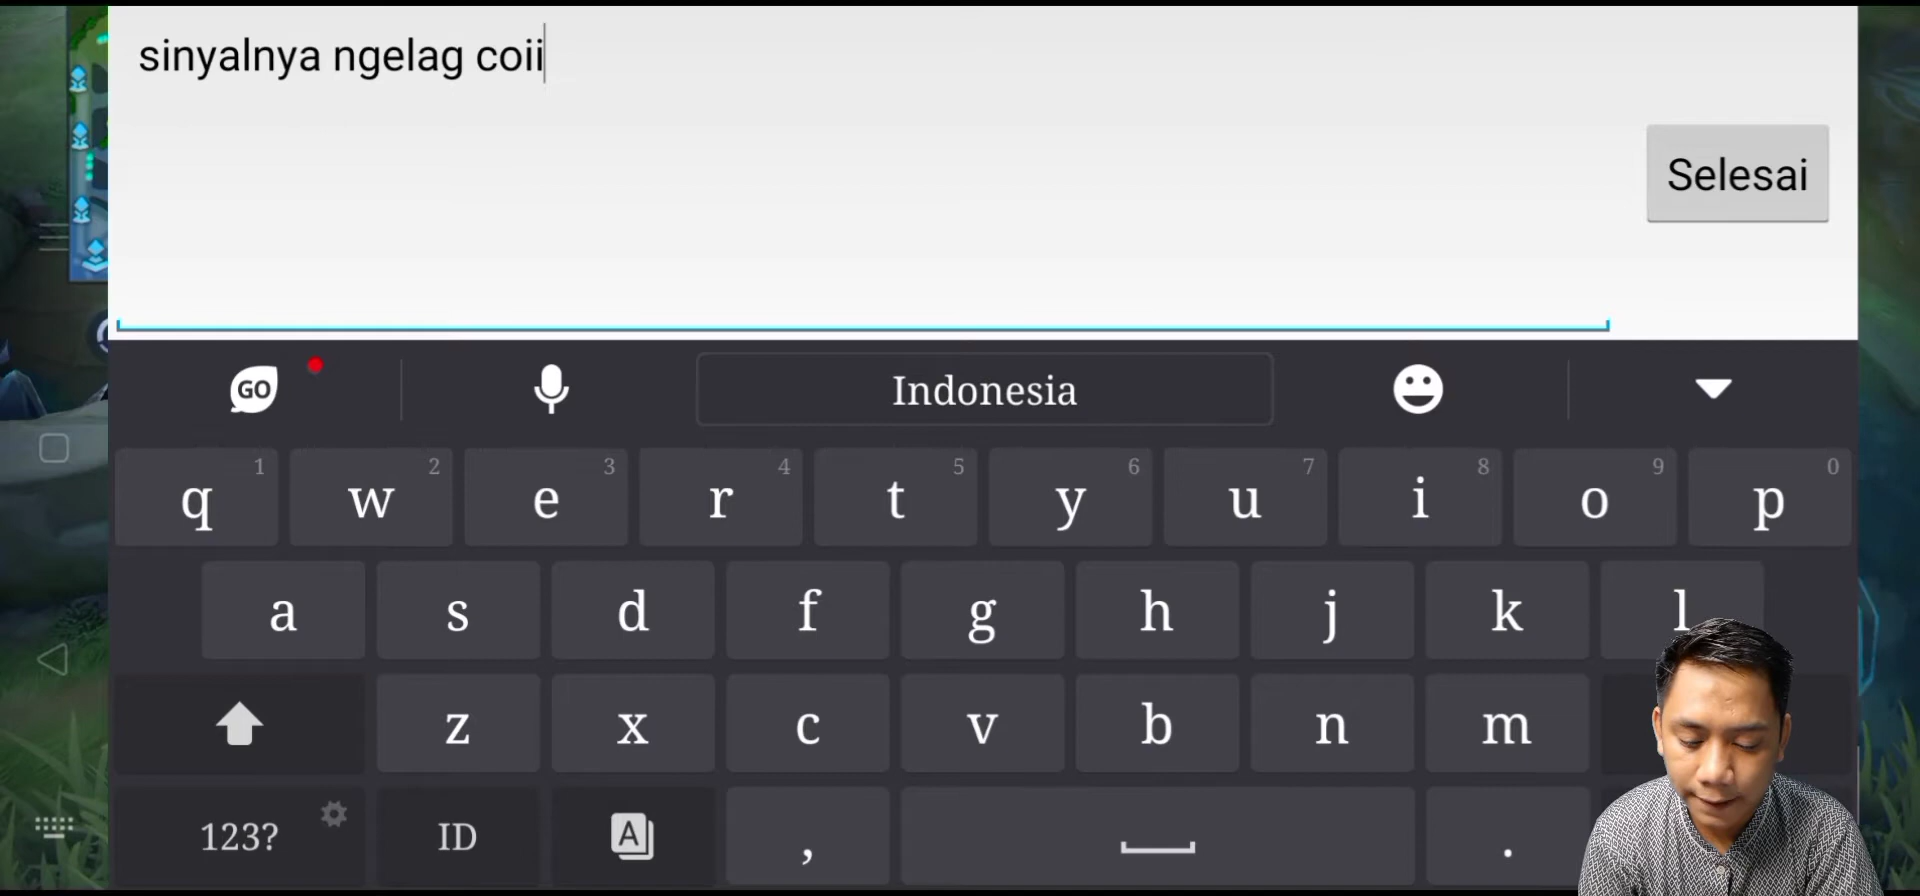 sinyalnya ngelag coii
Selesai
GO
Indonesia
q 1 w 2 e 3 r 4 t 5 y 6 u 7 i 8 o 9 p 0
a s d f g h j k l
z x c v b n m
123? ID A , .